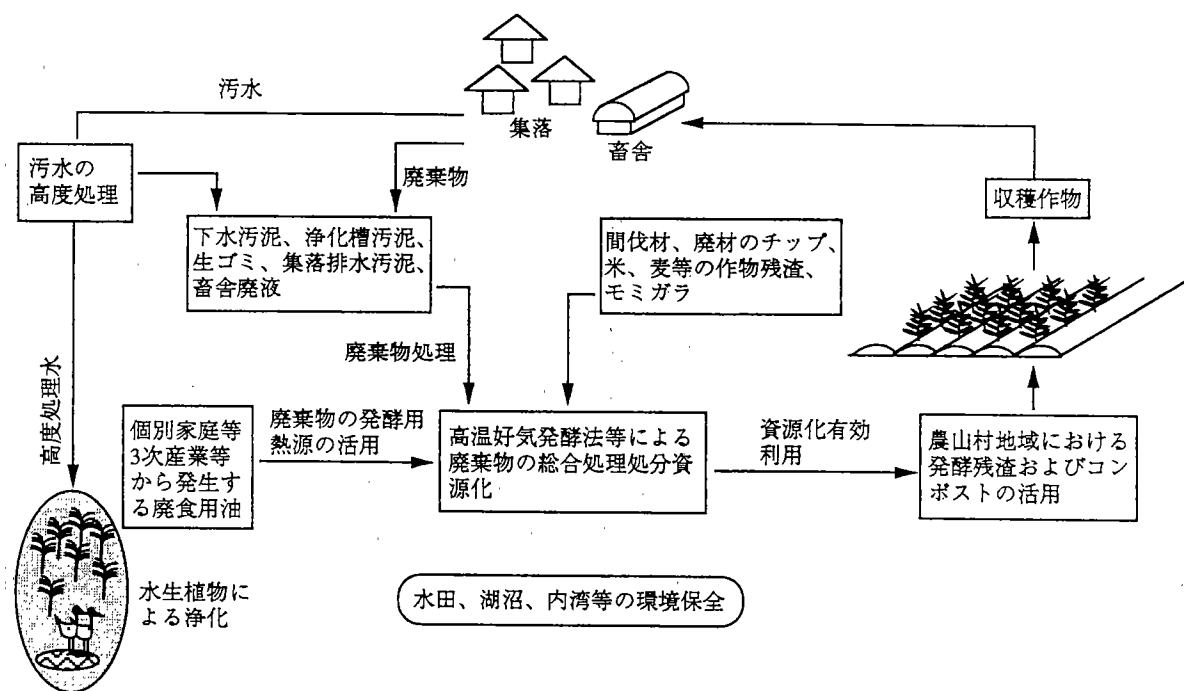 汚水
集落
畜舎
汚水の
高度処理
廃棄物
収穫作物
下水汚泥、浄化槽汚泥、
生ゴミ、集落排水汚泥、
畜舎廃液
間伐材、廃材のチップ、
米、麦等の作物残渣、
モミガラ
廃棄物処理
高度処理水
個別家庭等
3次産業等
から発生す
る廃食用油
廃棄物の発酵用
熱源の活用
高温好気発酵法等による
廃棄物の総合処理処分資
源化
資源化有効
利用
農山村地域における
発酵残渣およびコン
ポストの活用
水生植物に
よる浄化
水田、湖沼、内湾等の環境保全